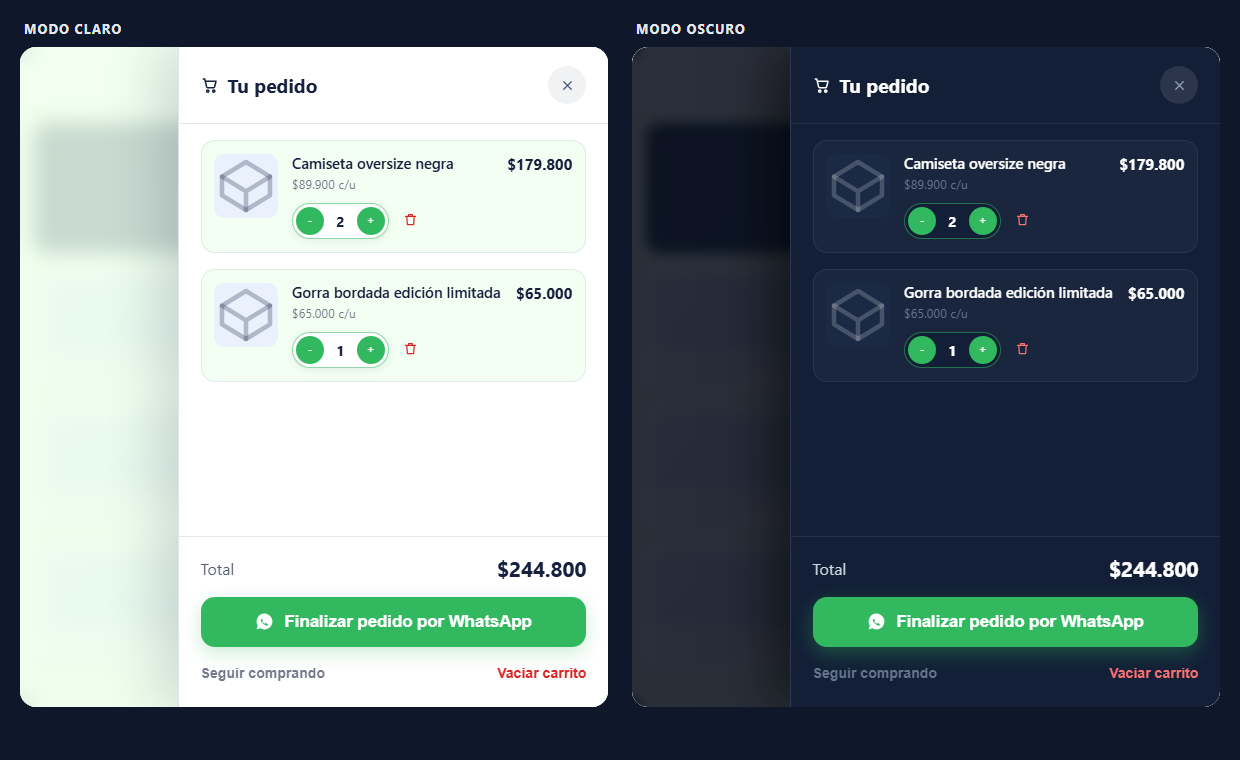 MODO CLARO
Tu pedido
×
Camiseta oversize negra $179.800
$89.900 c/u
- 2 +
Gorra bordada edición limitada $65.000
$65.000 c/u
- 1 +
Total $244.800
Finalizar pedido por WhatsApp
Seguir comprando Vaciar carrito
MODO OSCURO
Tu pedido
×
Camiseta oversize negra $179.800
$89.900 c/u
- 2 +
Gorra bordada edición limitada $65.000
$65.000 c/u
- 1 +
Total $244.800
Finalizar pedido por WhatsApp
Seguir comprando Vaciar carrito